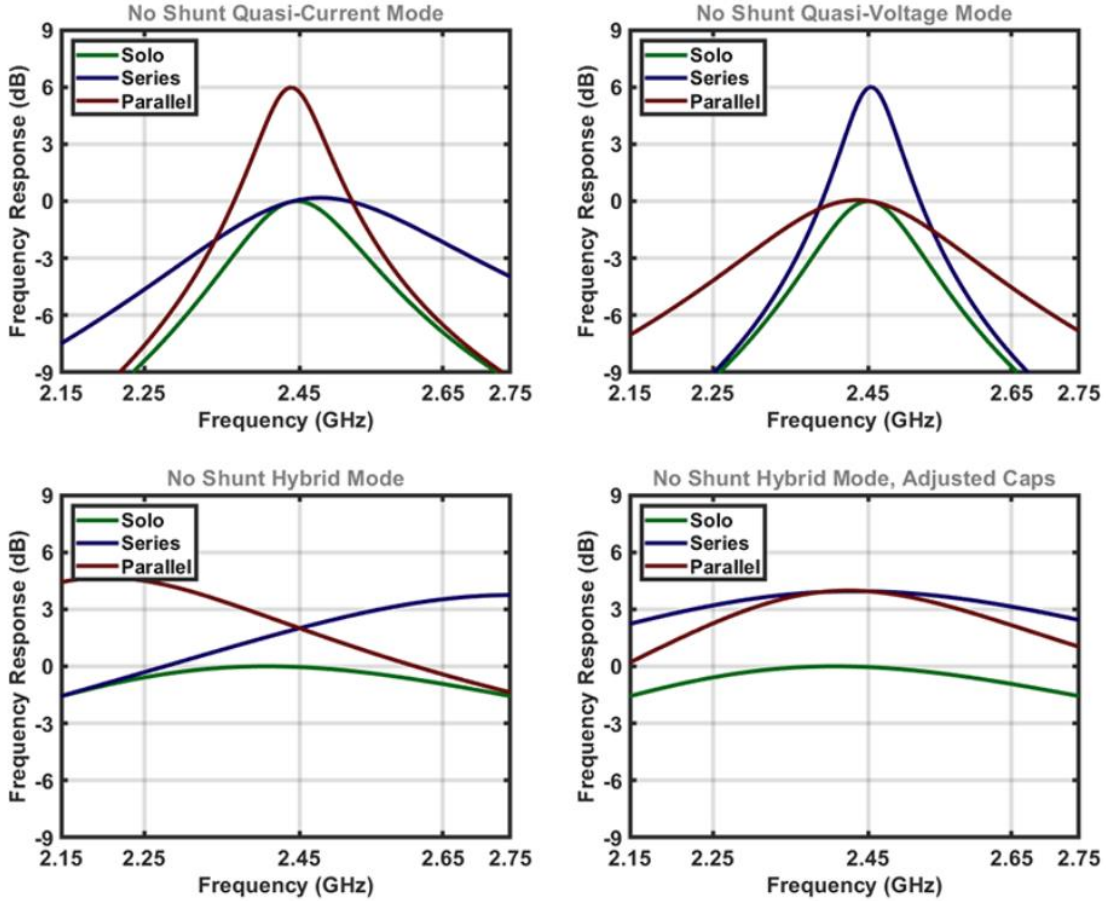 No Shunt Quasi-Current Mode
Frequency Response (dB)
9
6
3
0
-3
-6
-9
Solo
Series
Parallel
2.15 2.25 2.45 2.65 2.75
Frequency (GHz)
No Shunt Quasi-Voltage Mode
Frequency Response (dB)
9
6
3
0
-3
-6
-9
Solo
Series
Parallel
2.15 2.25 2.45 2.65 2.75
Frequency (GHz)
No Shunt Hybrid Mode
Frequency Response (dB)
9
6
3
0
-3
-6
-9
Solo
Series
Parallel
2.15 2.25 2.45 2.65 2.75
Frequency (GHz)
No Shunt Hybrid Mode, Adjusted Caps
Frequency Response (dB)
9
6
3
0
-3
-6
-9
Solo
Series
Parallel
2.15 2.25 2.45 2.65 2.75
Frequency (GHz)